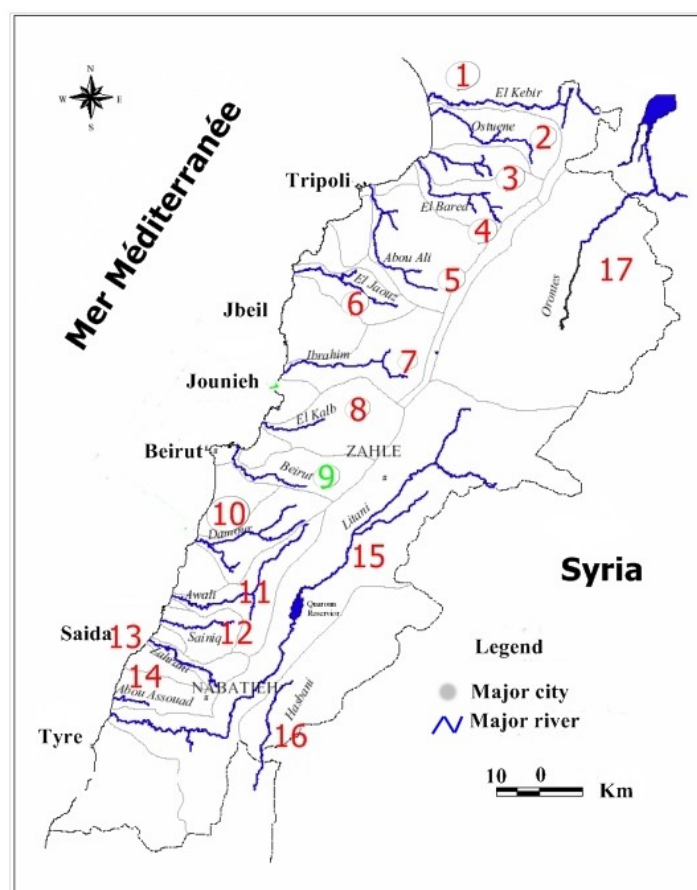 N
W E
S
Mer Méditerranée
1
El Kebir
Ostuene
2
3
Tripoli
El Bared
4
Abou Ali
5
17
Orontes
El Jaouz
6
Jbeil
Ibrahim
7
Jounieh
8
El Kalb
ZAHLE
Beirut
Beirut
9
10
Damour
Litani
15
Syria
Awali
11
Quaroun
Reservior
12
Sainiq
Saida
13
Zahrani
14
NABATIEH
Abou Assouad
Hasbani
16
Tyre
Legend
Major city
Major river
10 0
Km